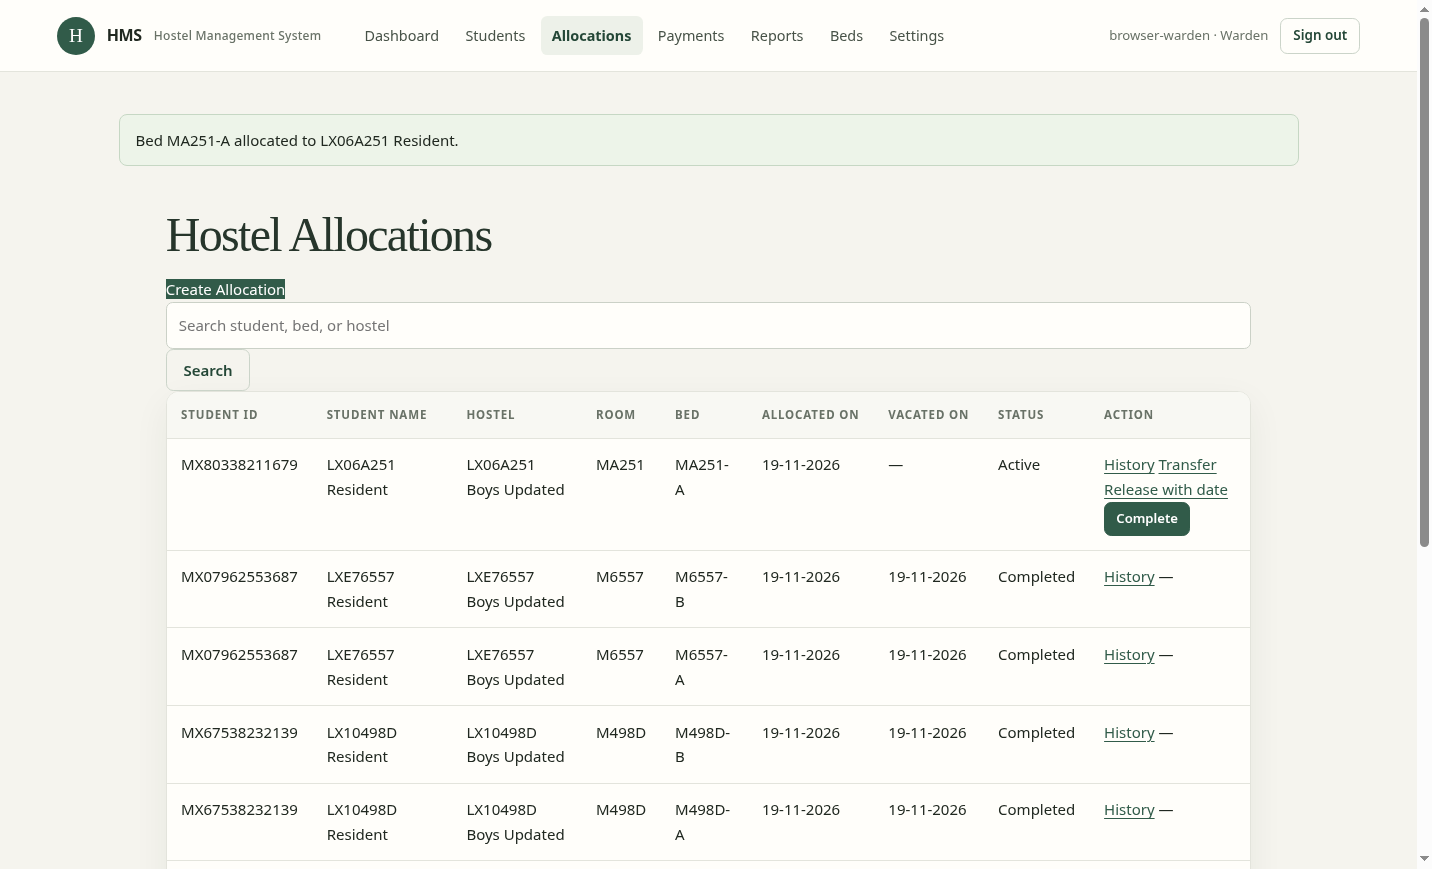 H HMS Hostel Management System Dashboard Students Allocations Payments Reports Beds Settings browser-warden · Warden Sign out
Bed MA251-A allocated to LX06A251 Resident.
Hostel Allocations
Create Allocation
Search student, bed, or hostel
Search
STUDENT ID STUDENT NAME HOSTEL ROOM BED ALLOCATED ON VACATED ON STATUS ACTION
MX80338211679 LX06A251 LX06A251 MA251 MA251- 19-11-2026 — Active History Transfer
Resident Boys Updated A Release with date
Complete
MX07962553687 LXE76557 LXE76557 M6557 M6557- 19-11-2026 19-11-2026 Completed History —
Resident Boys Updated B
MX07962553687 LXE76557 LXE76557 M6557 M6557- 19-11-2026 19-11-2026 Completed History —
Resident Boys Updated A
MX67538232139 LX10498D LX10498D M498D M498D- 19-11-2026 19-11-2026 Completed History —
Resident Boys Updated B
MX67538232139 LX10498D LX10498D M498D M498D- 19-11-2026 19-11-2026 Completed History —
Resident Boys Updated A